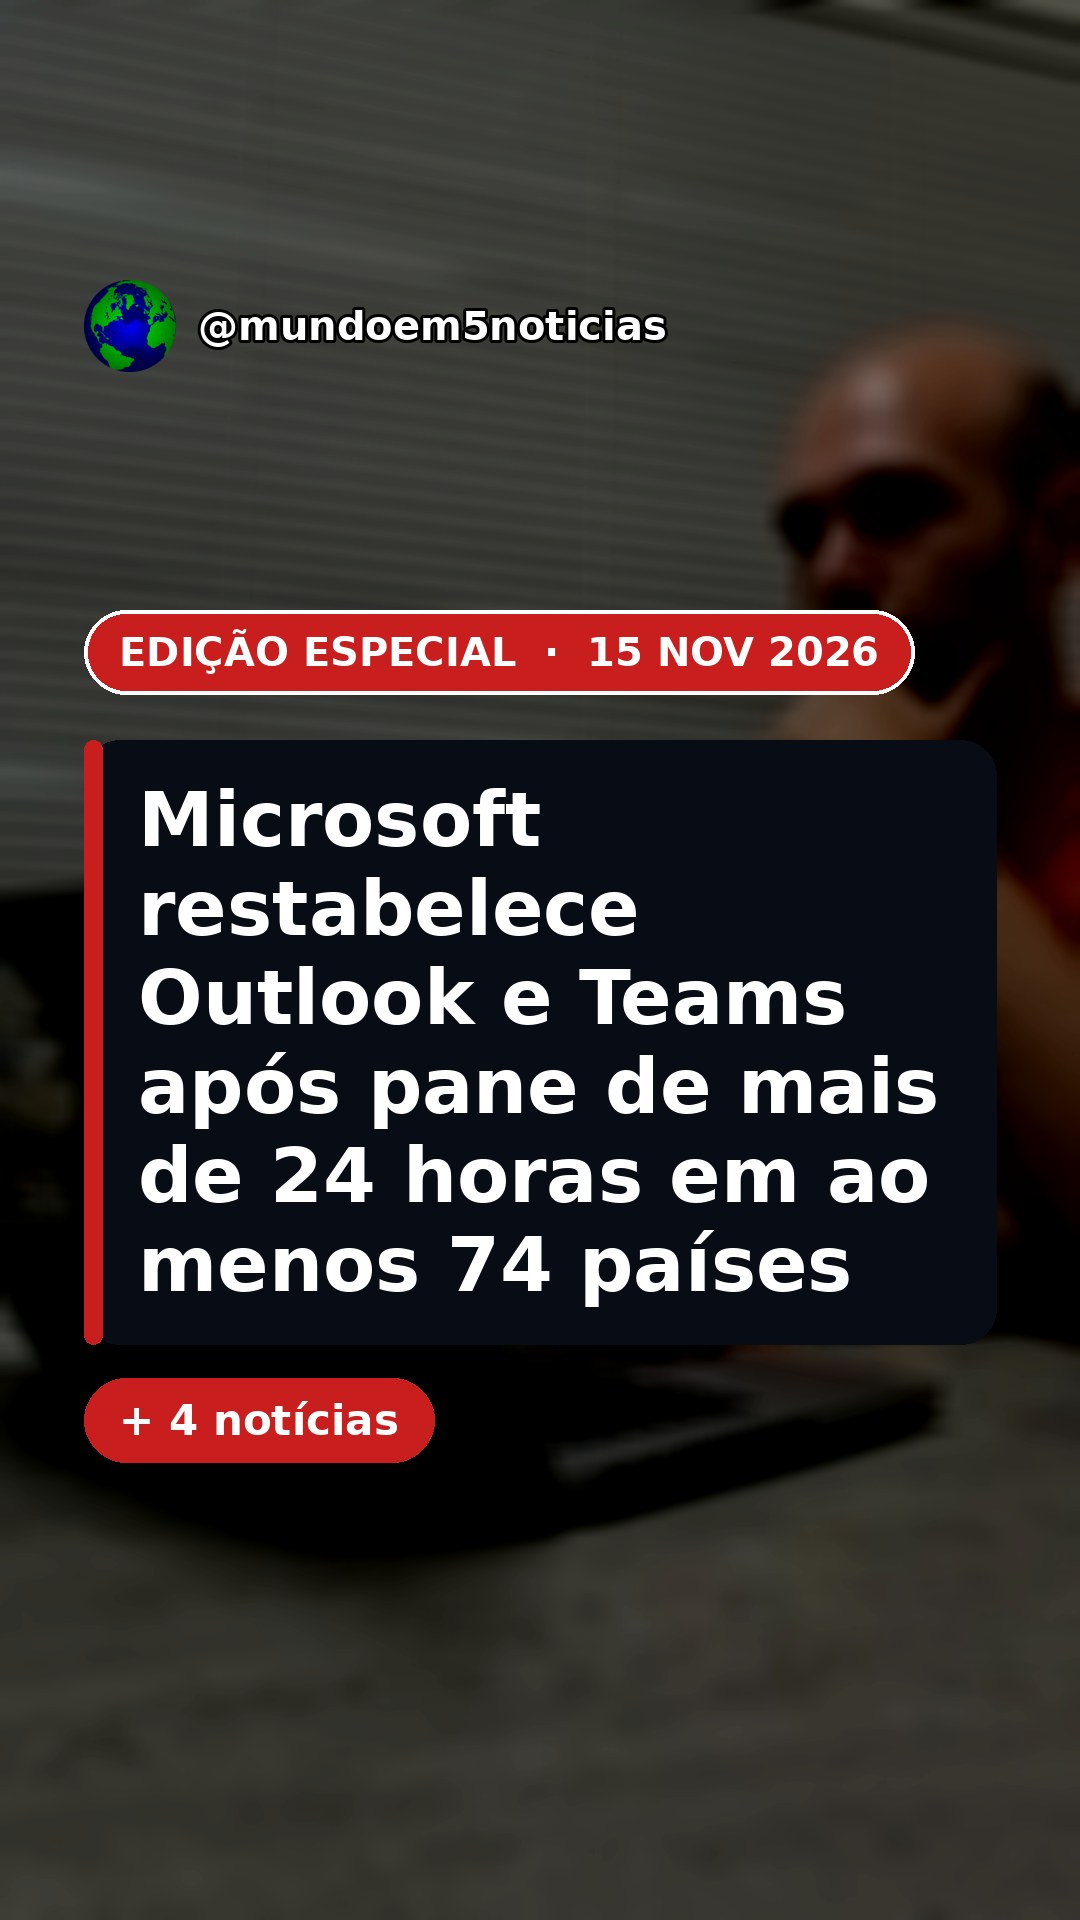 @mundoem5noticias
EDIÇÃO ESPECIAL · 15 NOV 2026
Microsoft
restabelece
Outlook e Teams
após pane de mais
de 24 horas em ao
menos 74 países
+ 4 notícias